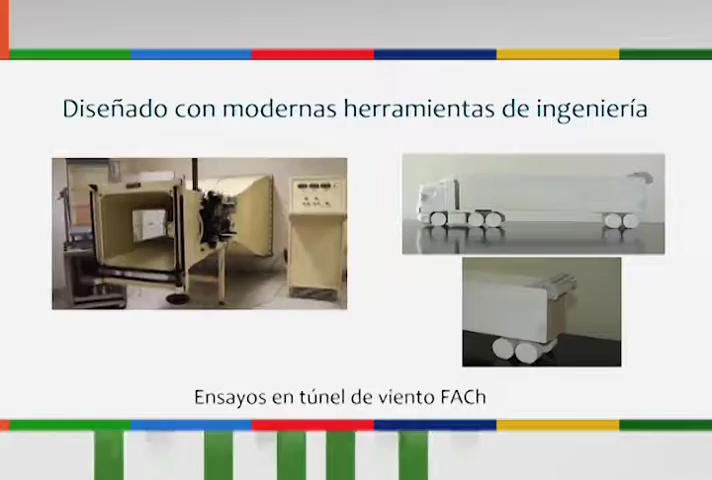 Diseñado con modernas herramientas de ingeniería
Ensayos en túnel de viento FACh